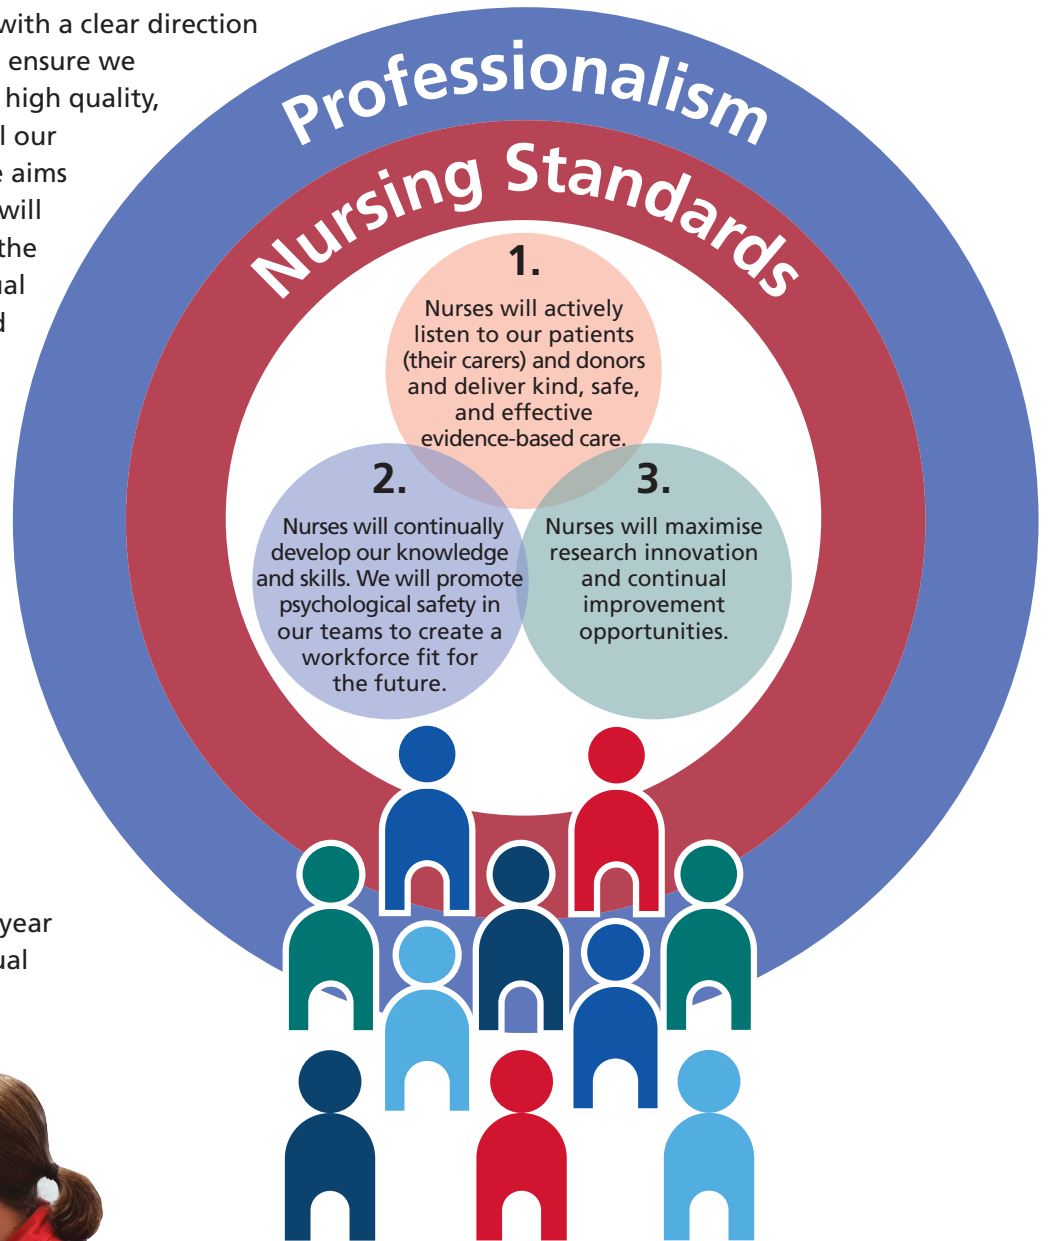 with a clear direction
ensure we
high quality,
our
aims
will
the
Professionalism
Nursing Standards
1.
Nurses will actively
listen to our patients
(their carers) and donors
and deliver kind, safe,
and effective
evidence-based care.
2.
Nurses will continually
develop our knowledge
and skills. We will promote
psychological safety in
our teams to create a
workforce fit for
the future.
3.
Nurses will maximise
research innovation
and continual
improvement
opportunities.
year